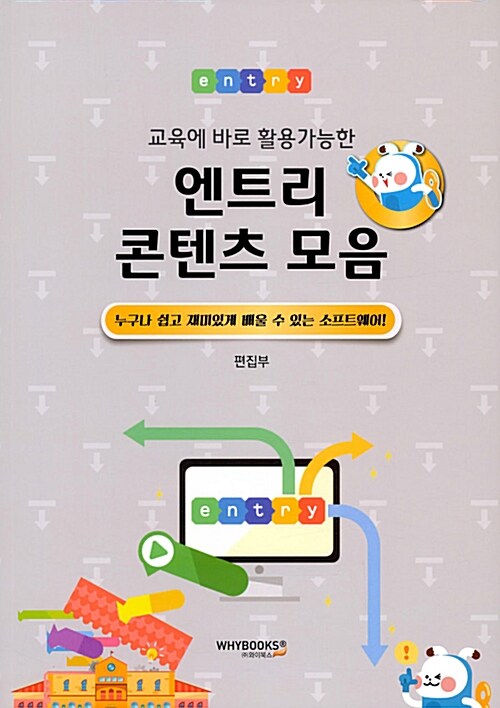 entry
교육에 바로 활용가능한
엔트리
콘텐츠 모음
누구나 쉽고 재미있게 배울 수 있는 소프트웨어!
편집부
entry
!
WHYBOOKS®
㈜와이북스